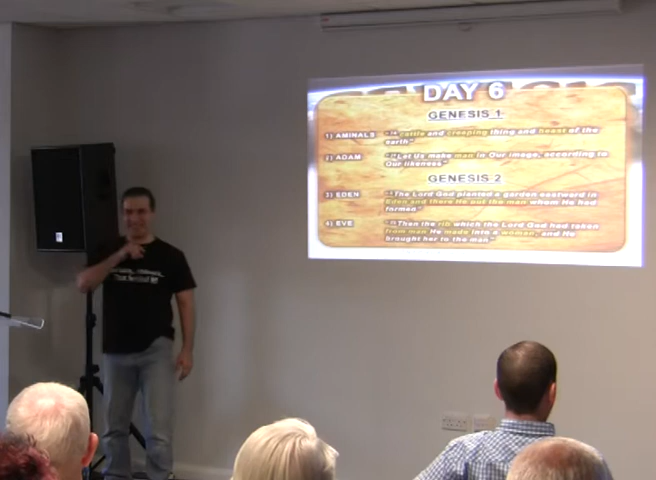 DAY 6
GENESIS 1
1) AMINALS "cattle and creeping thing and beast of the
earth"
2) ADAM "Let Us make man in Our image, according to
Our likeness"
GENESIS 2
3) EDEN "The Lord God planted a garden eastward in
Eden and there He put the man whom He had
formed"
4) EVE "Then the rib which the Lord God had taken
from man He made into a woman, and He
brought her to the man"